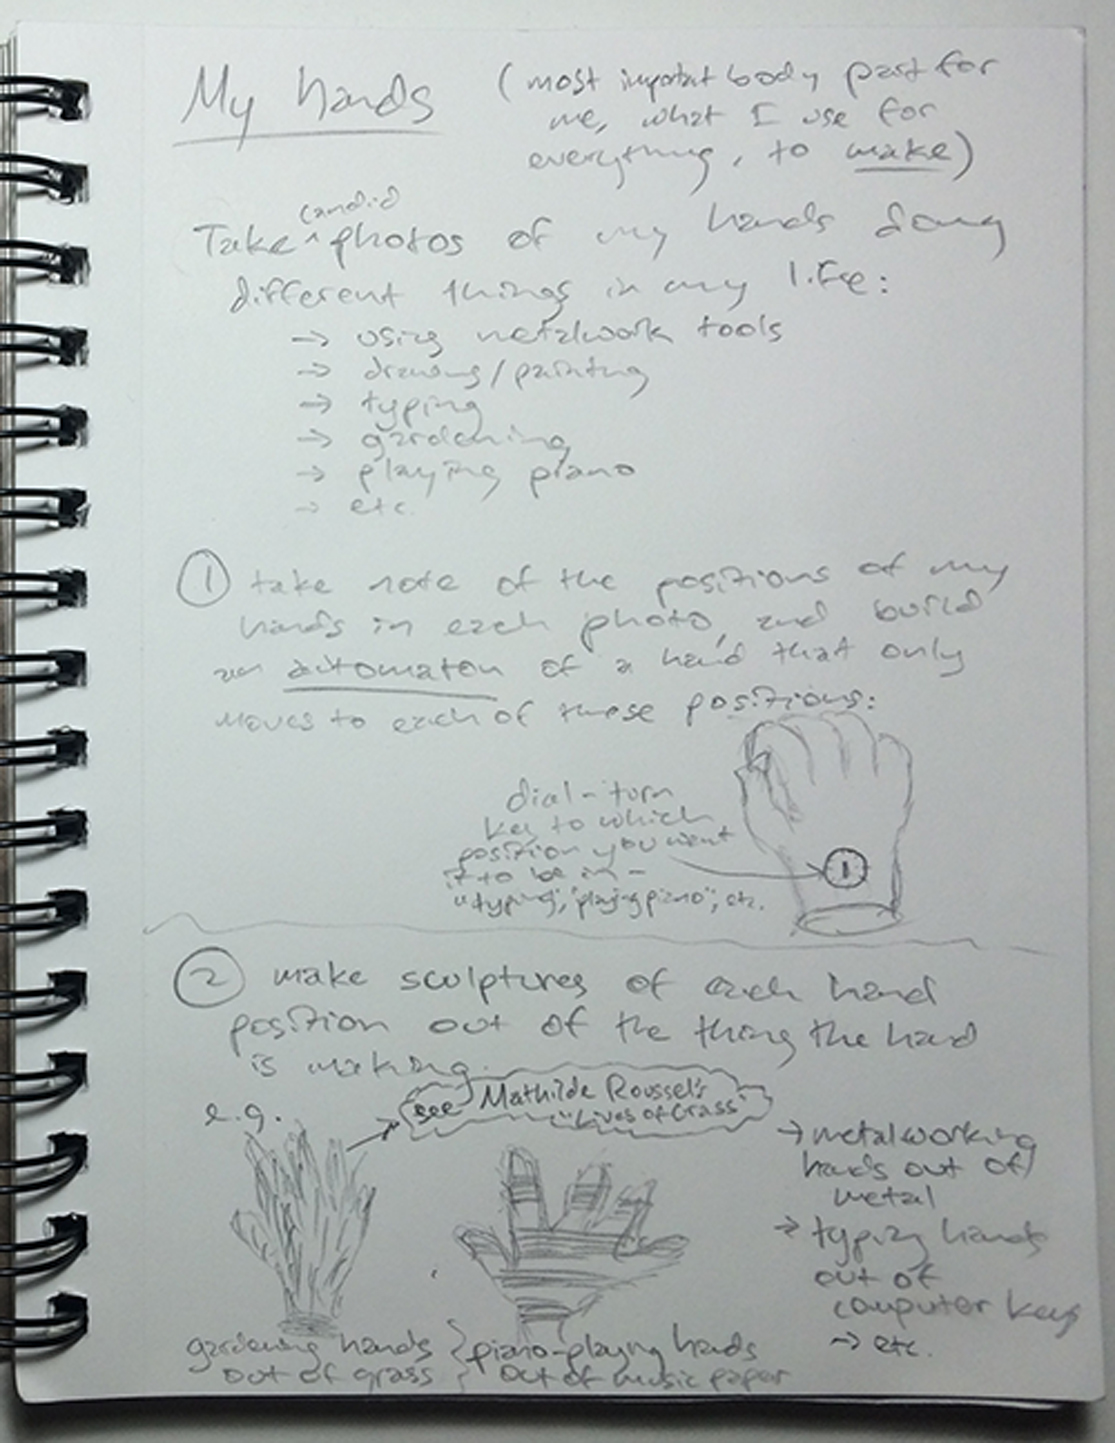 My hands (most important body part for
me, what I use for
everything, to make)
candid
Take ^ photos of my hands doing
different things in my life:
→ using metalwork tools
→ drawing/painting
→ typing
→ gardening
→ playing piano
→ etc.
① take note of the positions of my
hands in each photo, and build
an automaton of a hand that only
moves to each of these positions:
dial - turn
key to which
position you want
it to be in -
"typing", "playing piano", etc.
② make sculptures of each hand
position out of the thing the hand
is making.
see Mathilde Roussel's
"Lives of Grass"
e.g.
gardening hands
out of grass
piano-playing hands
out of music paper
→ metalworking
hands out of
metal
→ typing hands
out of
computer keys
→ etc.